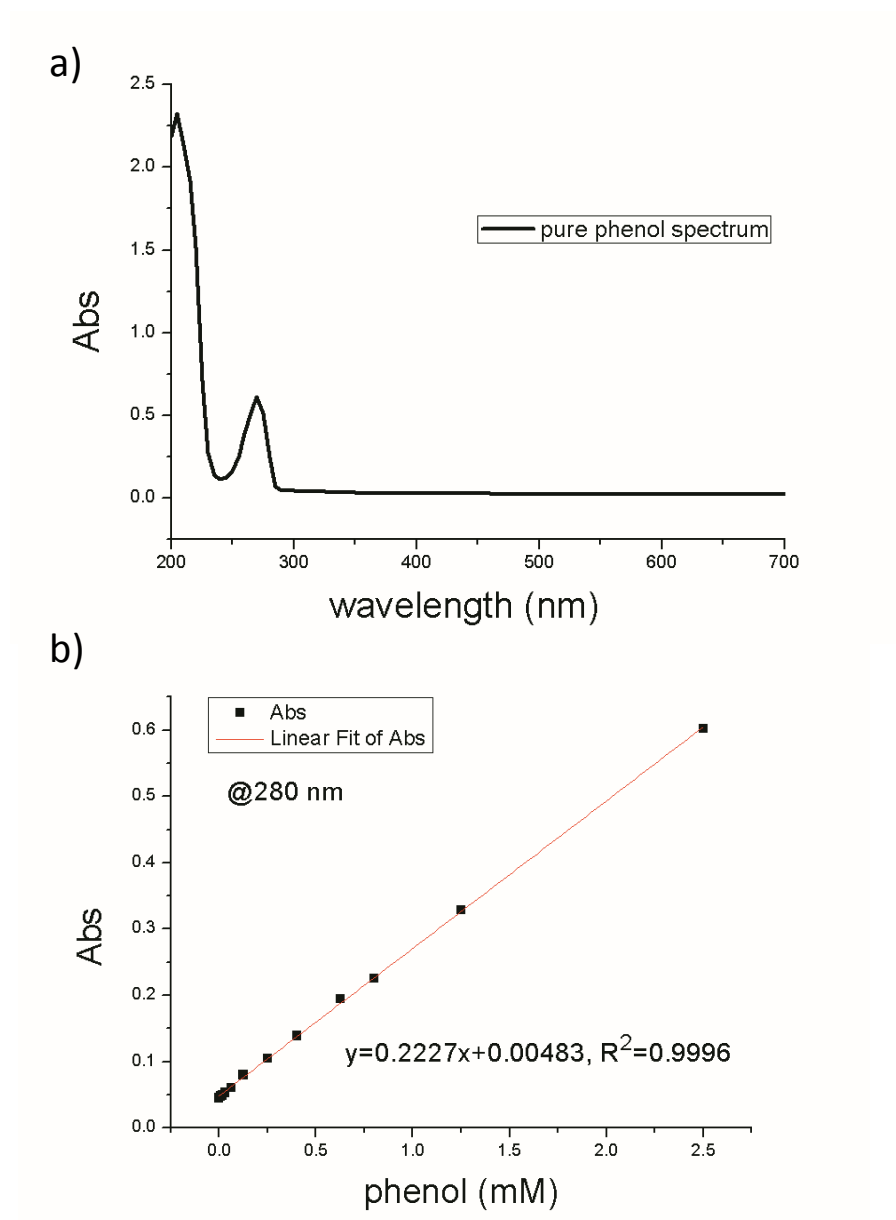 a)
2.5
2.0
1.5
1.0
0.5
0.0
Abs
pure phenol spectrum
200 300 400 500 600 700
wavelength (nm)
b)
0.6
0.5
0.4
0.3
0.2
0.1
0.0
Abs
Abs
Linear Fit of Abs
@280 nm
y=0.2227x+0.00483, R²=0.9996
0.0 0.5 1.0 1.5 2.0 2.5
phenol (mM)